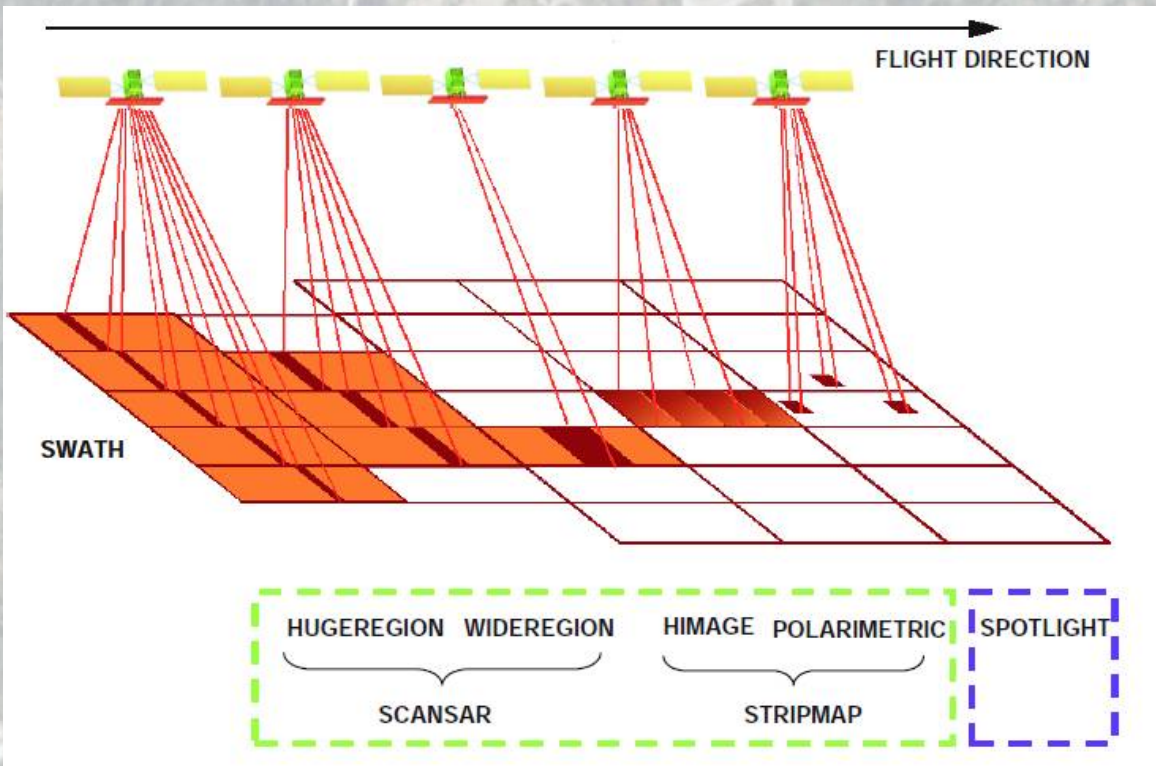 FLIGHT DIRECTION
SWATH
HUGEREGION WIDEREGION HIMAGE POLARIMETRIC SPOTLIGHT
SCANSAR STRIPMAP